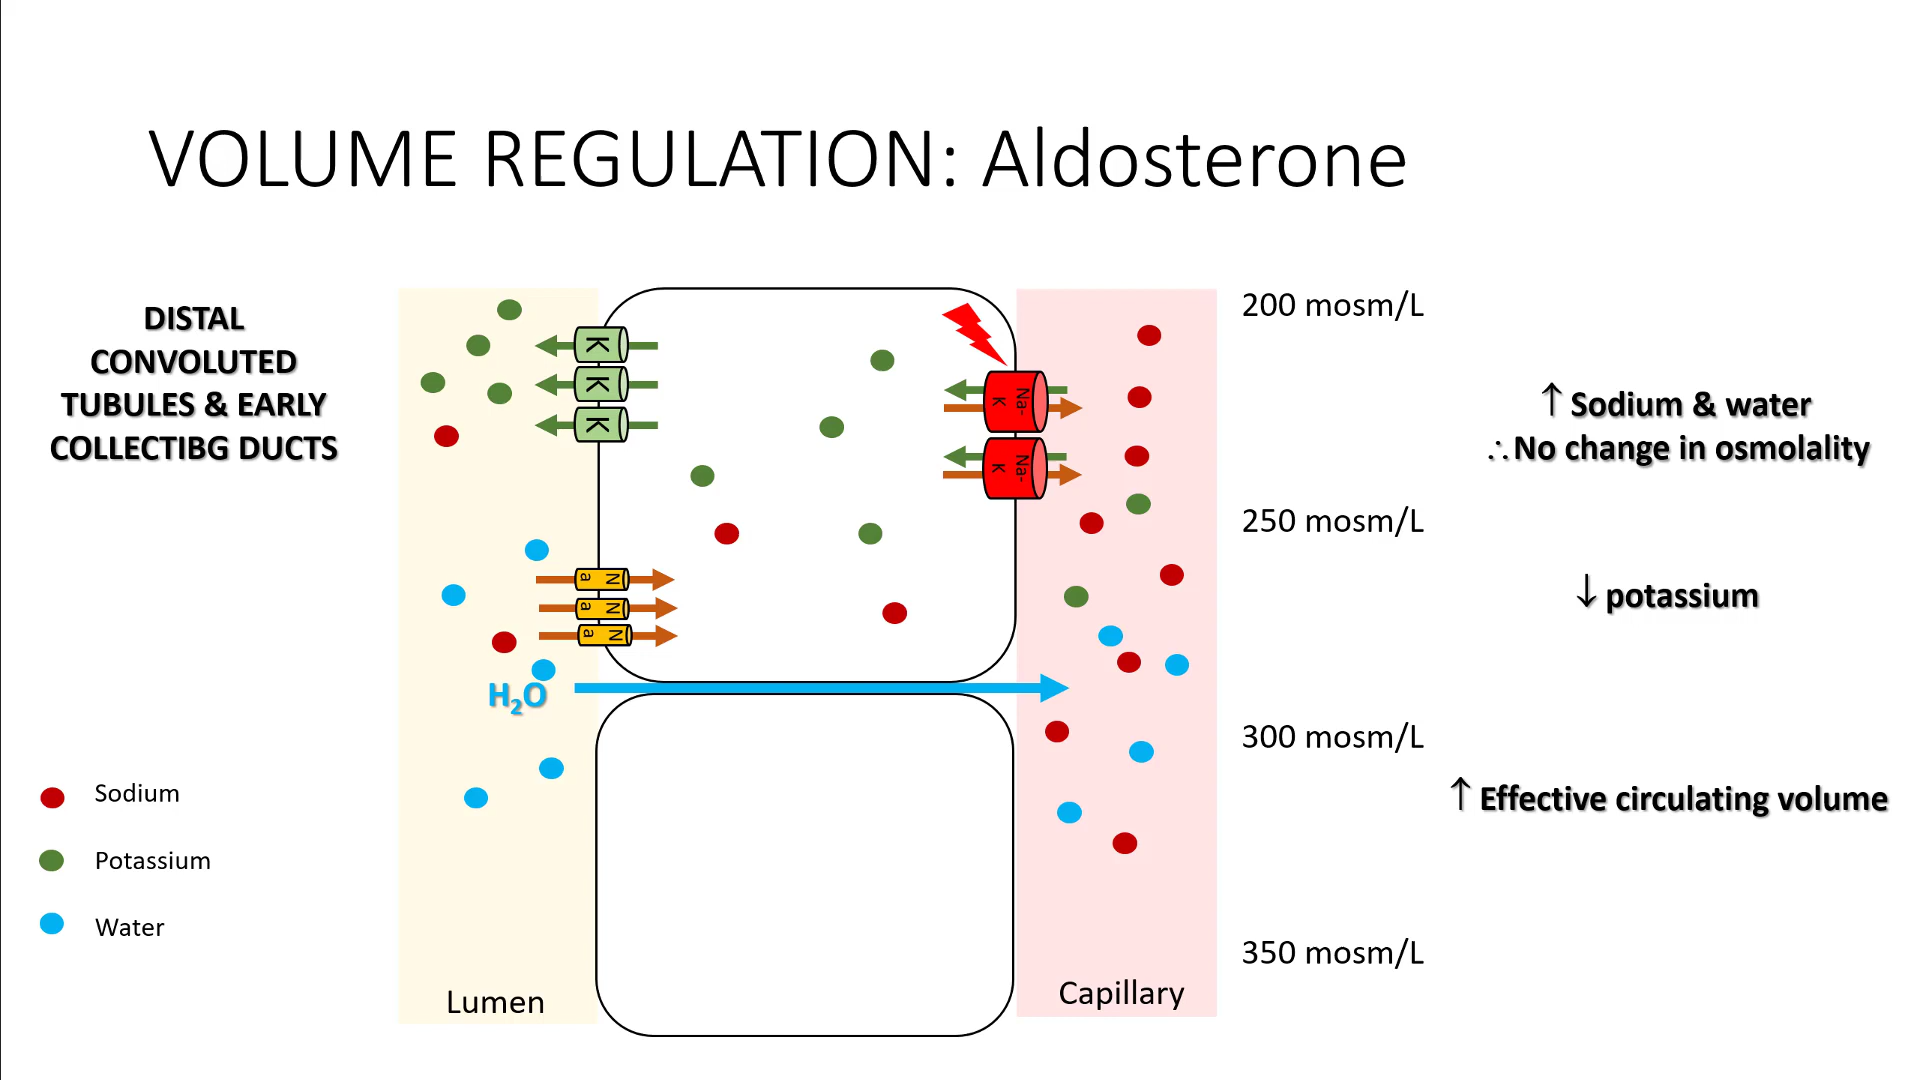 VOLUME REGULATION: Aldosterone
DISTAL
CONVOLUTED
TUBULES & EARLY
COLLECTIBG DUCTS
K
K
K
Na-
K
Na-
K
Na
Na
Na
H₂O
200 mosm/L
250 mosm/L
300 mosm/L
350 mosm/L
↑ Sodium & water
∴ No change in osmolality
↓ potassium
↑ Effective circulating volume
Sodium
Potassium
Water
Lumen
Capillary